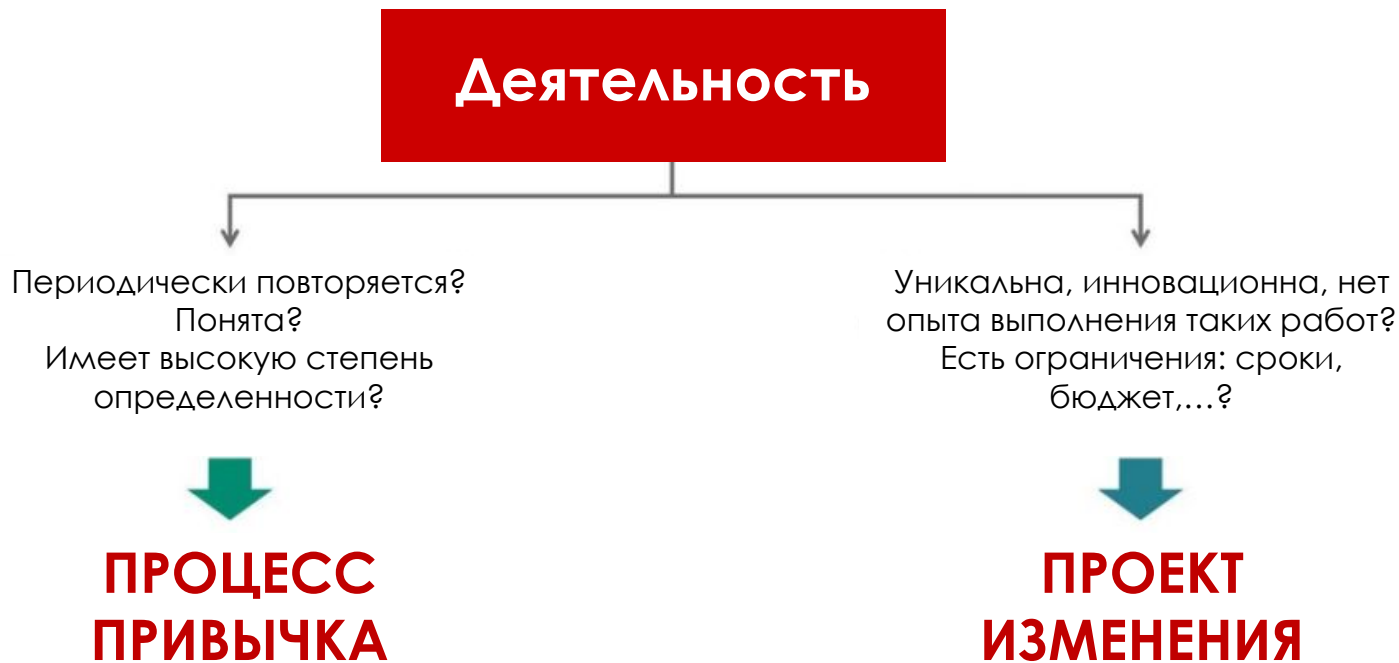 Деятельность
Периодически повторяется?
Понята?
Имеет высокую степень
определенности?
Уникальна, инновационна, нет
опыта выполнения таких работ?
Есть ограничения: сроки,
бюджет,...?
ПРОЦЕСС
ПРИВЫЧКА
ПРОЕКТ
ИЗМЕНЕНИЯ